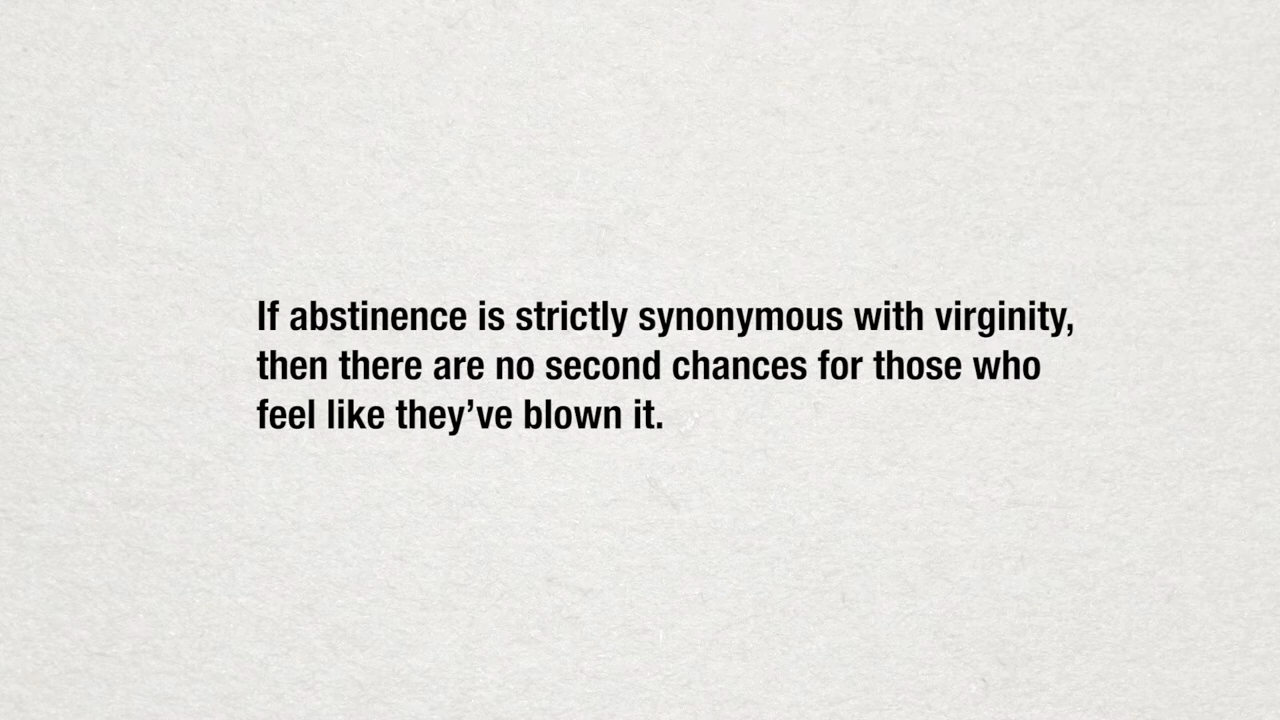 If abstinence is strictly synonymous with virginity,
then there are no second chances for those who
feel like they’ve blown it.